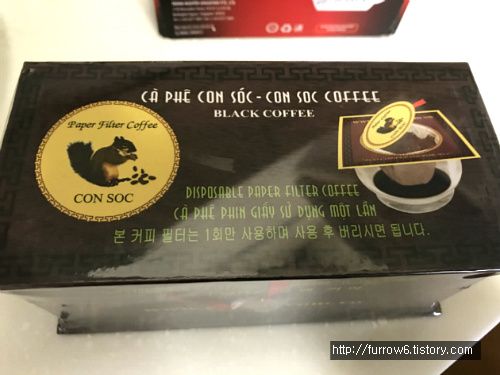 CÀ PHÊ CON SÓC - CON SOC COFFEE
BLACK COFFEE
Paper Filter Coffee
CON SOC
DISPOSABLE PAPER FILTER COFFEE
CÀ PHÊ PHIN GIẤY SỬ DỤNG MỘT LẦN
본 커피 필터는 1회만 사용하며 사용 후 버리시면 됩니다.
http://furrow6.tistory.com